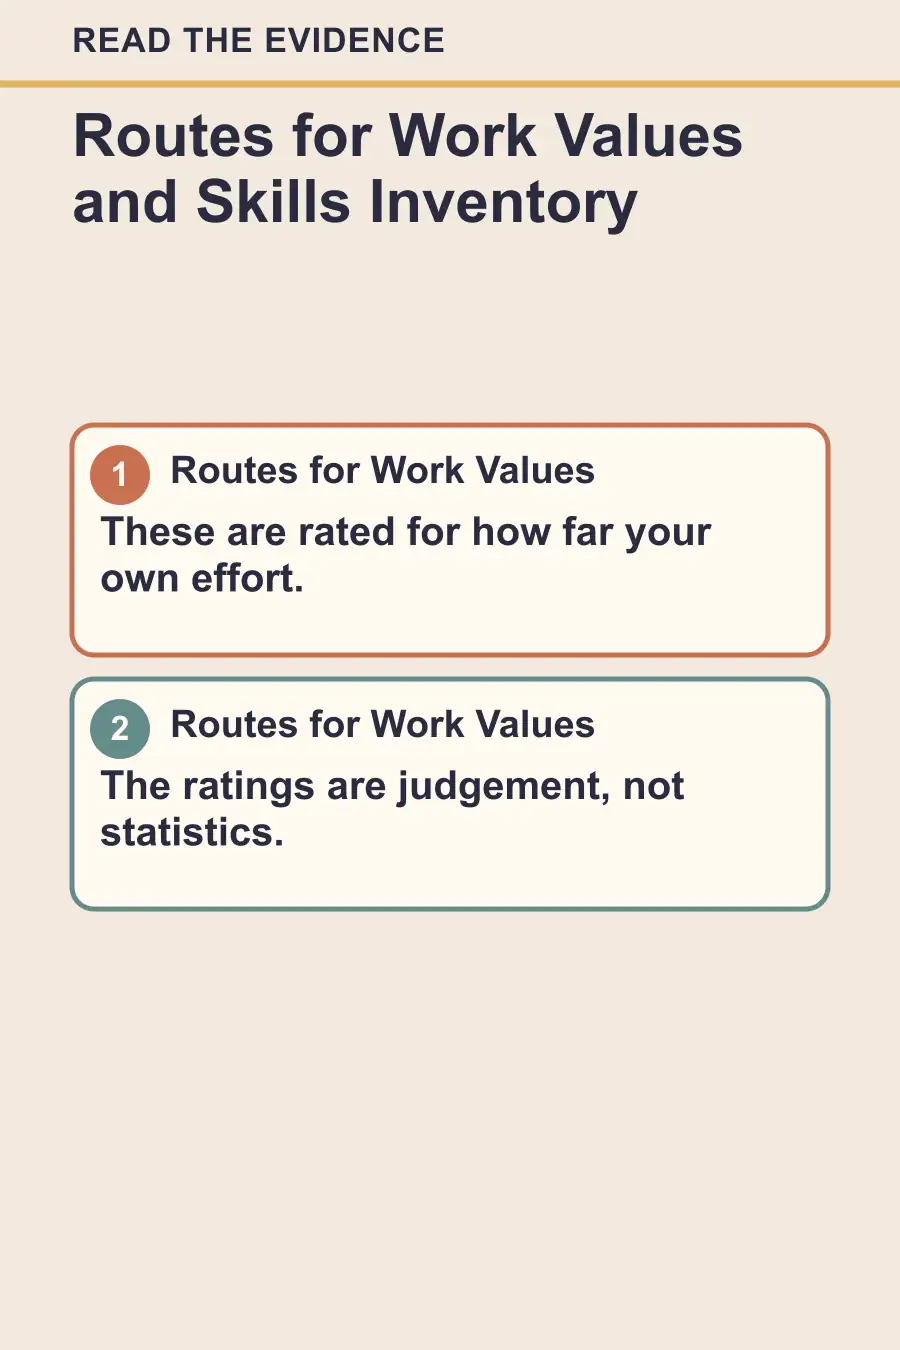 READ THE EVIDENCE
Routes for Work Values
and Skills Inventory
1 Routes for Work Values
These are rated for how far your
own effort.
2 Routes for Work Values
The ratings are judgement, not
statistics.